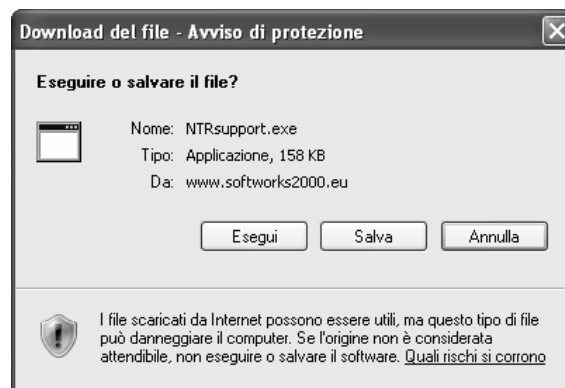 Download del file - Avviso di protezione
Eseguire o salvare il file?
Nome: NTRsupport.exe
Tipo: Applicazione, 158 KB
Da: www.softworks2000.eu
Esegui Salva Annulla
I file scaricati da Internet possono essere utili, ma questo tipo di file
può danneggiare il computer. Se l'origine non è considerata
attendibile, non eseguire o salvare il software. Quali rischi si corrono